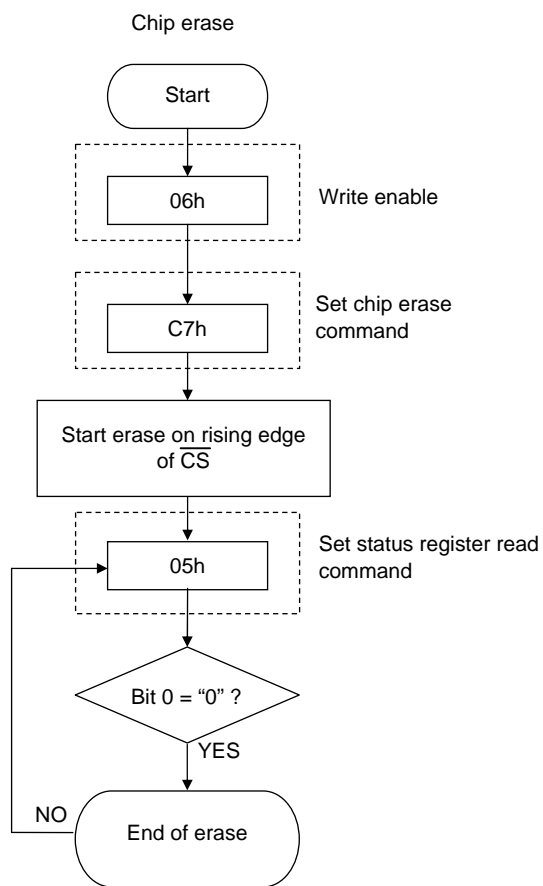 Chip erase
Start
06h
Write enable
C7h
Set chip erase
command
Start erase on rising edge
of C̅S̅
05h
Set status register read
command
Bit 0 = “0” ?
YES
NO
End of erase